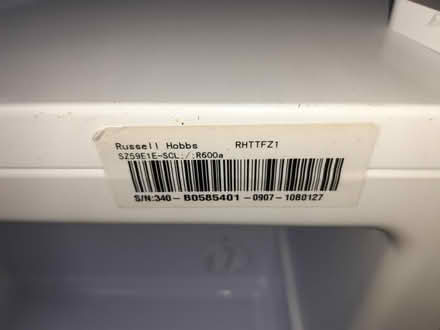 Russell Hobbs RHTTFZ1
SZ59E1E-SCL:/:R600a
S/N:340- B0585401 -0907-1080127